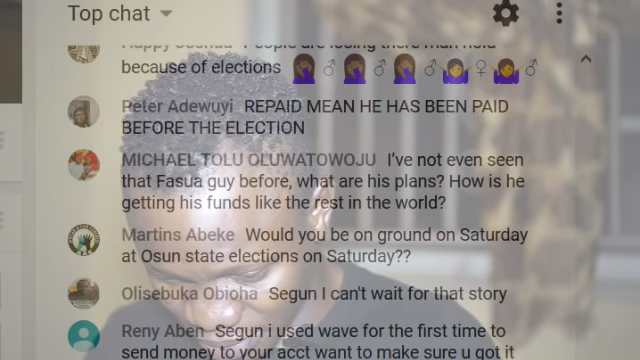 Top chat
because of elections
Peter Adewuyi REPAID MEAN HE HAS BEEN PAID
BEFORE THE ELECTION
MICHAEL TOLU OLUWATOWOJU I've not even seen
that Fasua guy before, what are his plans? How is he
getting his funds like the rest in the world?
Martins Abeke Would you be on ground on Saturday
at Osun state elections on Saturday??
Olisebuka Obioha Segun I can't wait for that story
Reny Aben Segun i used wave for the first time to
send money to your acct want to make sure u got it